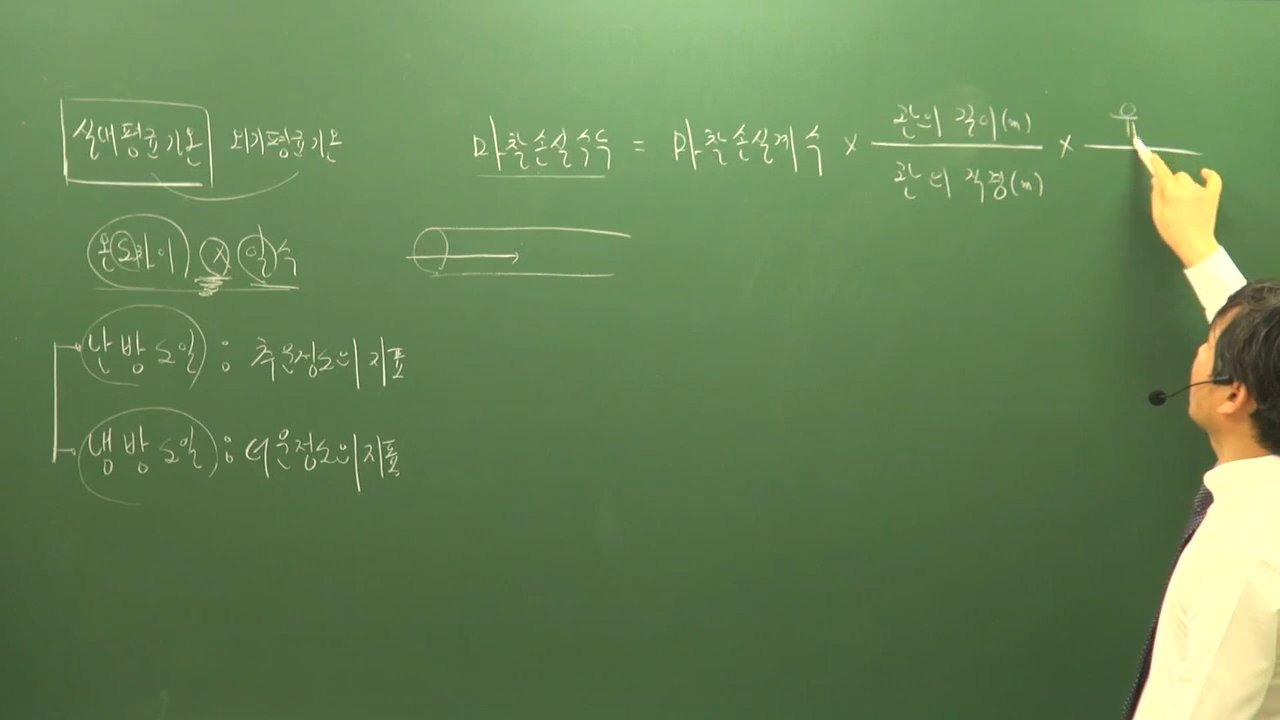 실내평균기온 외기평균기온
온도차이 × 일수
난방도일 : 추운정도의 지표
냉방도일 : 더운정도의 지표
마찰손실수두 = 마찰손실계수 × 관의 길이(m) / 관의 직경(m) × 유